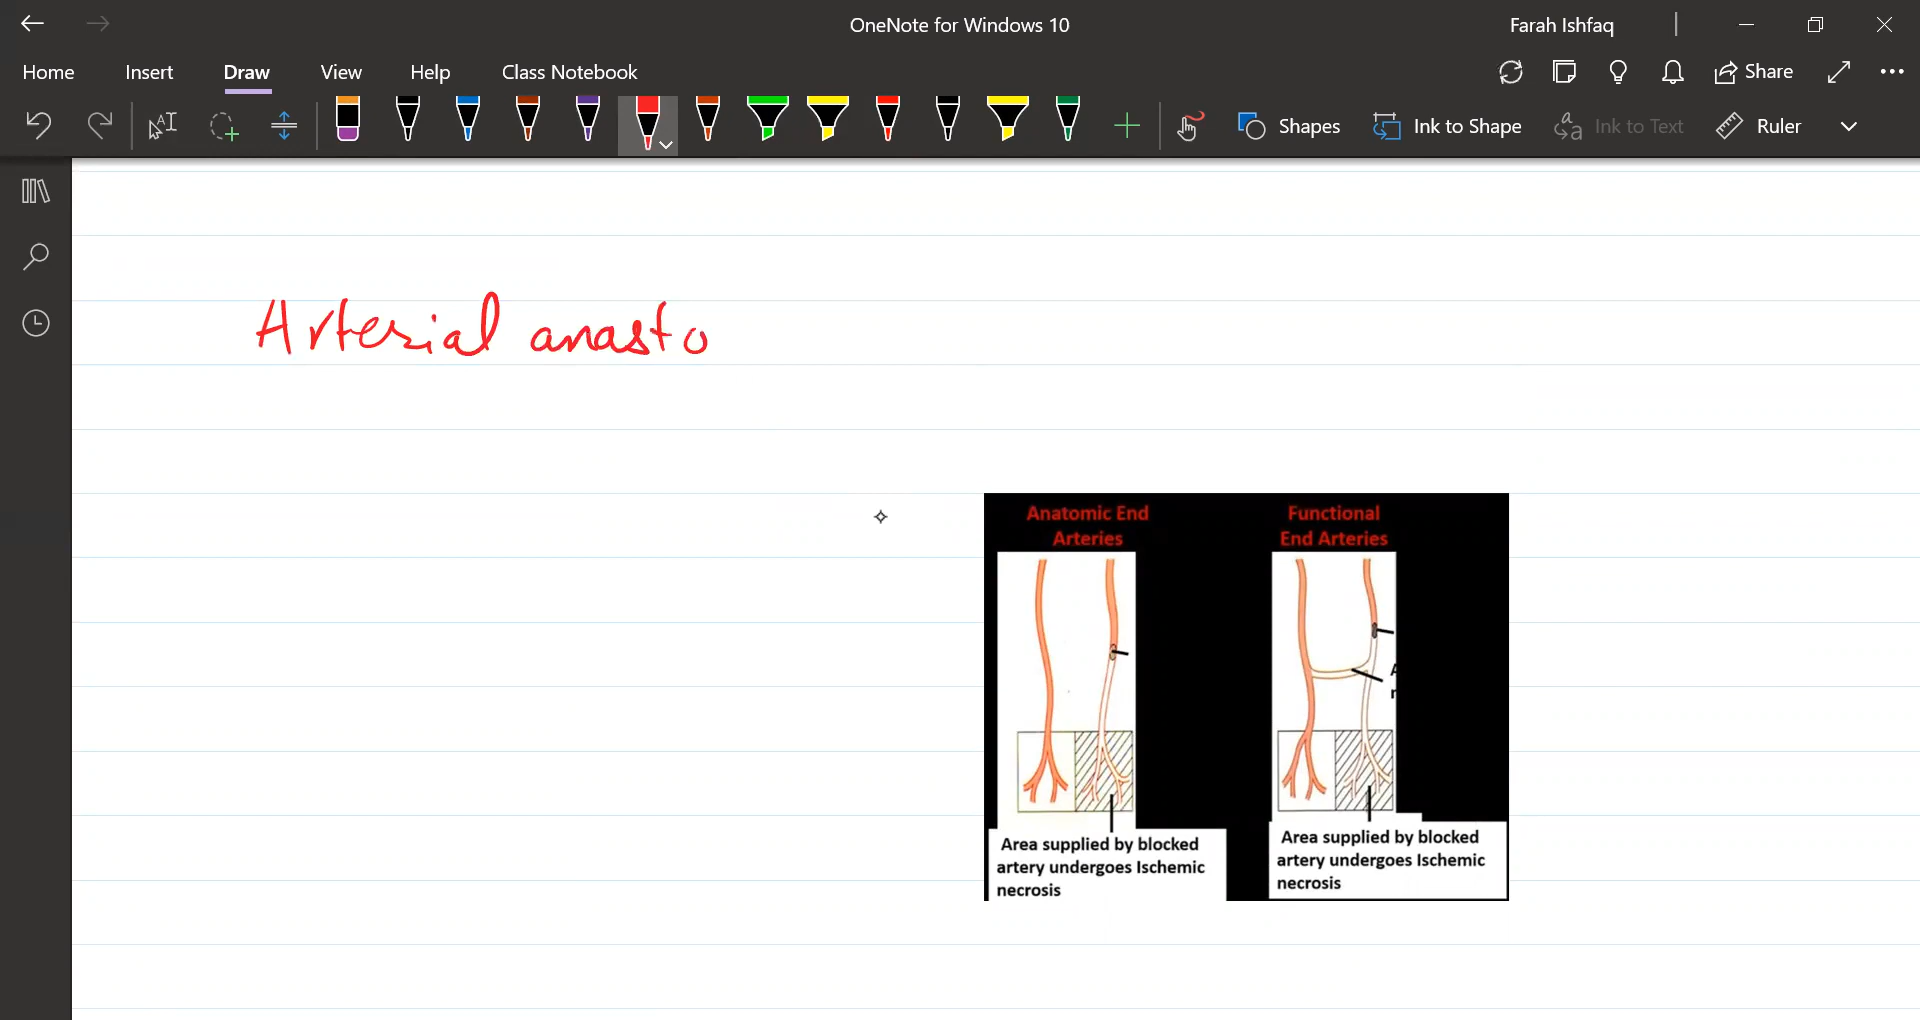 OneNote for Windows 10
Farah Ishfaq
Home Insert Draw View Help Class Notebook
Share
Shapes Ink to Shape Ink to Text Ruler
Arterial anasto
Anatomic End
Arteries
Functional
End Arteries
Area supplied by blocked
artery undergoes Ischemic
necrosis
Area supplied by blocked
artery undergoes Ischemic
necrosis